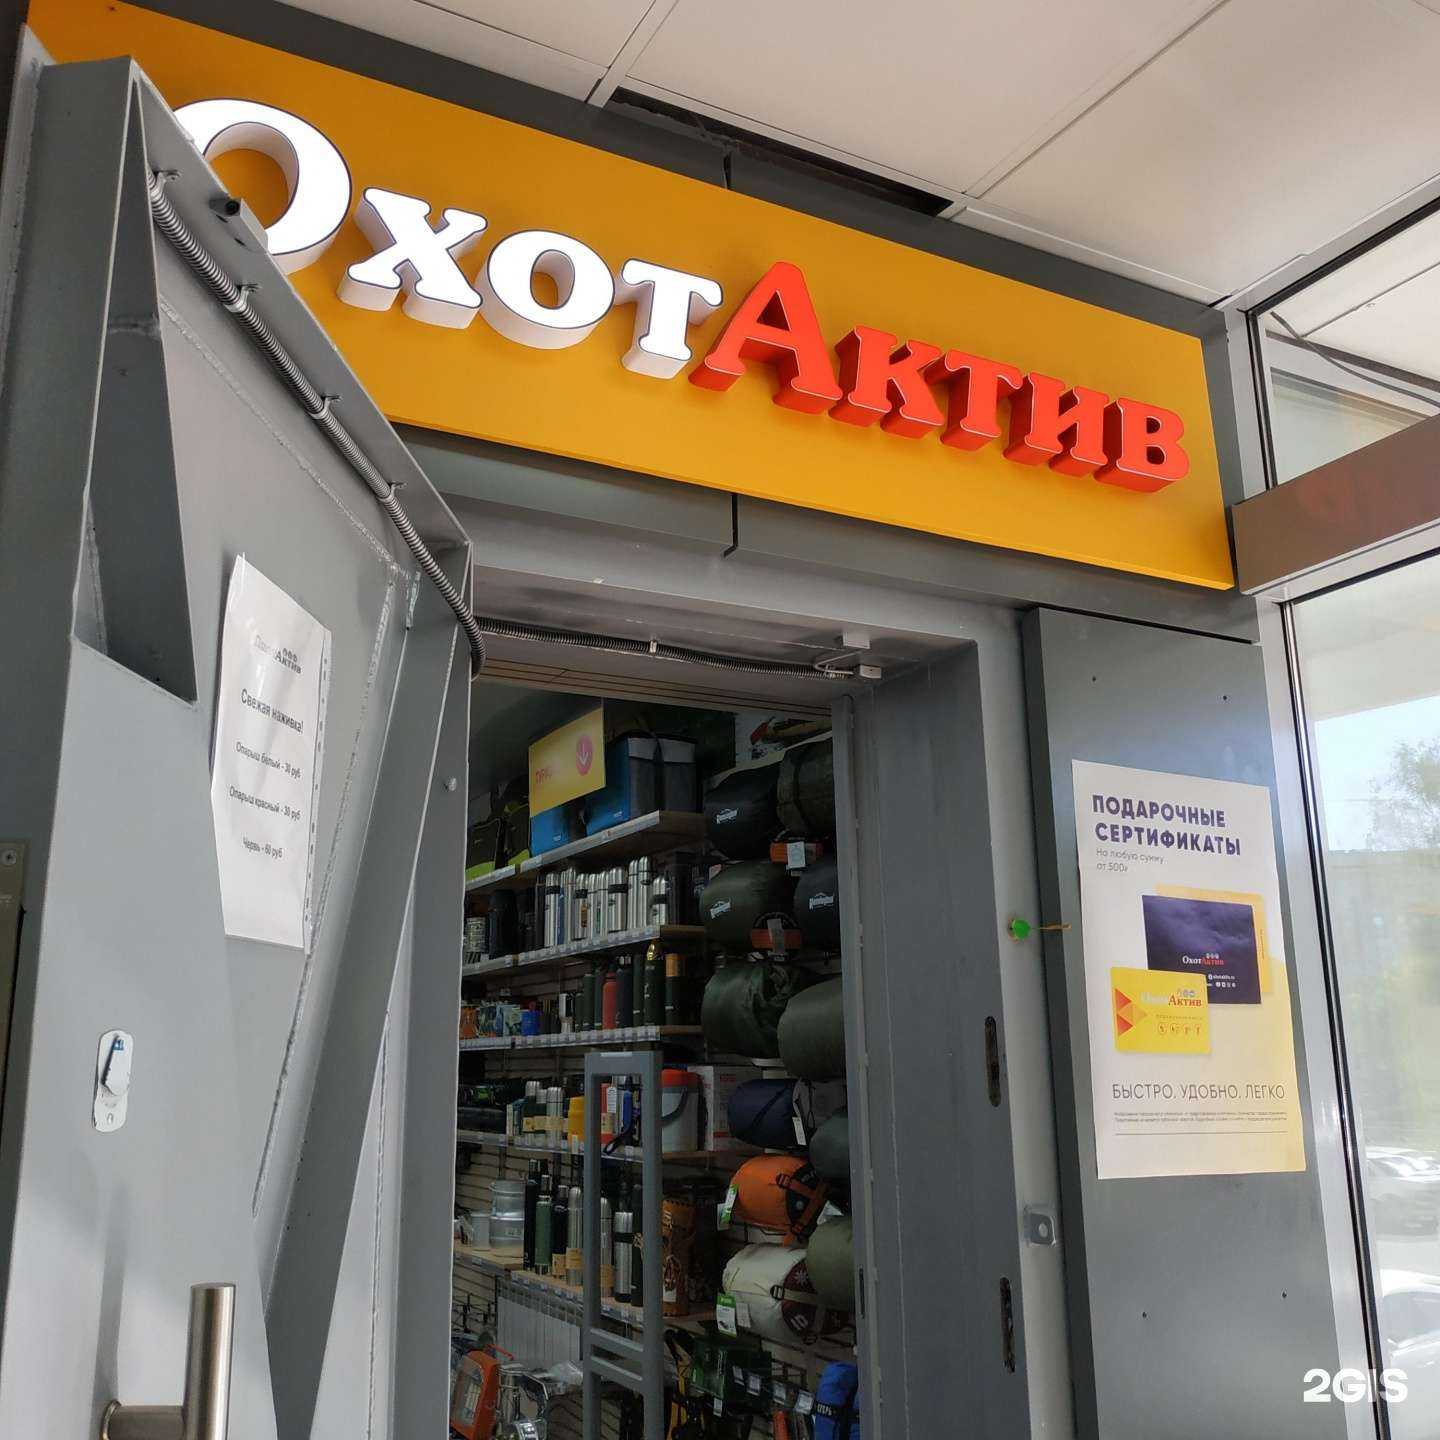 ОхотАктив
ОхотАктив
Свежая наживка!
Опарыш белый - 30 руб
Опарыш красный - 30 руб
Червь - 60 руб
ПОДАРОЧНЫЕ
СЕРТИФИКАТЫ
На любую сумму
от 500₽
ОхотАктив
ОхотАктив
БЫСТРО. УДОБНО. ЛЕГКО
2GIS